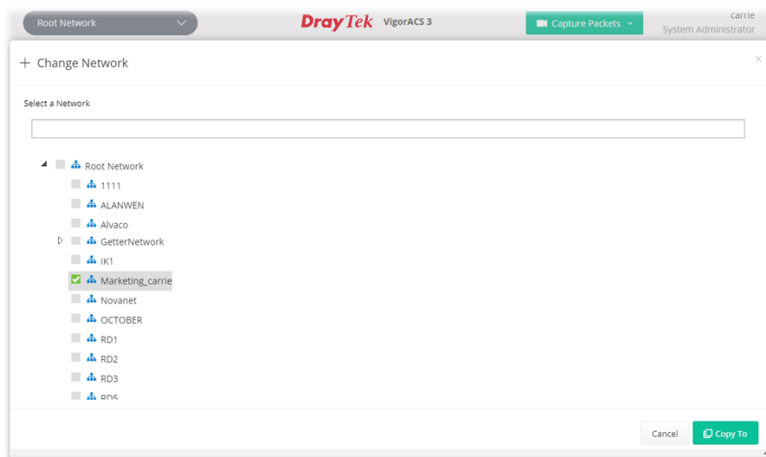 Root Network
DrayTek VigorACS 3
Capture Packets
carrie
System Administrator
Change Network
Select a Network
Root Network
1111
ALANWEN
Alvaco
GetterNetwork
IK1
Marketing_carrie
Novanet
OCTOBER
RD1
RD2
RD3
RD5
Cancel
Copy To